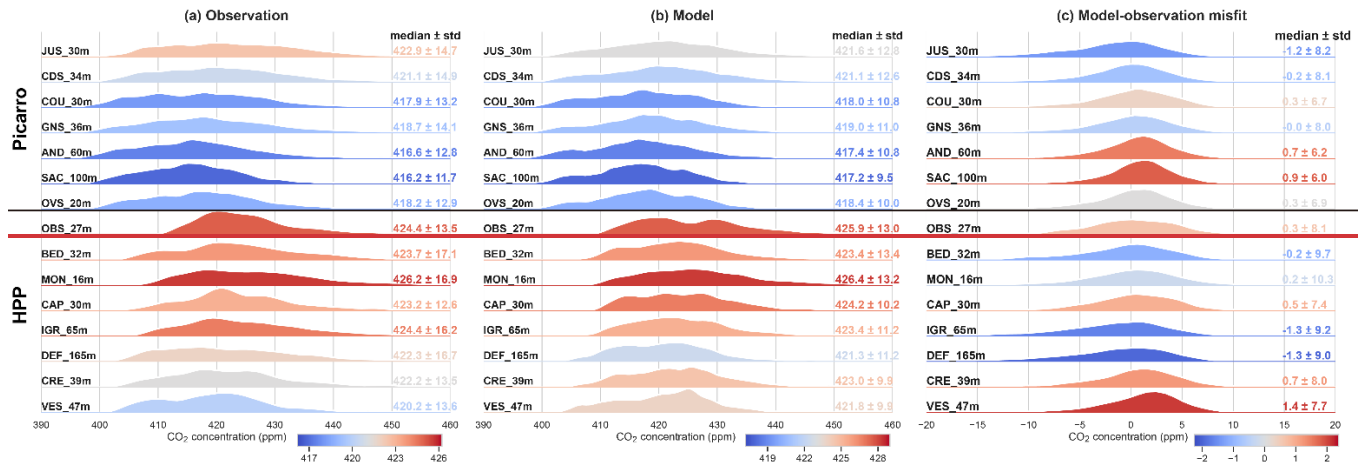 (a) Observation
median ± std
JUS_30m 422.9 ± 14.7
CDS_34m 421.1 ± 14.9
COU_30m 417.9 ± 13.2
GNS_36m 418.7 ± 14.1
AND_60m 416.6 ± 12.8
SAC_100m 416.2 ± 11.7
OVS_20m 418.2 ± 12.9
OBS_27m 424.4 ± 13.5
BED_32m 423.7 ± 17.1
MON_16m 426.2 ± 16.9
CAP_30m 423.2 ± 12.6
IGR_65m 424.4 ± 16.2
DEF_165m 422.3 ± 16.7
CRE_39m 422.2 ± 13.5
VES_47m 420.2 ± 13.6
Picarro
HPP
390 400 410 420 430 440 450 460
CO₂ concentration (ppm)
417 420 423 426
(b) Model
median ± std
JUS_30m 421.6 ± 12.8
CDS_34m 421.1 ± 12.6
COU_30m 418.0 ± 10.8
GNS_36m 419.0 ± 11.0
AND_60m 417.4 ± 10.8
SAC_100m 417.2 ± 9.5
OVS_20m 418.4 ± 10.0
OBS_27m 425.9 ± 13.0
BED_32m 423.4 ± 13.4
MON_16m 426.4 ± 13.2
CAP_30m 424.2 ± 10.2
IGR_65m 423.4 ± 11.2
DEF_165m 421.3 ± 11.2
CRE_39m 423.0 ± 9.9
VES_47m 421.8 ± 9.9
390 400 410 420 430 440 450 460
CO₂ concentration (ppm)
419 422 425 428
(c) Model-observation misfit
median ± std
JUS_30m -1.2 ± 8.2
CDS_34m -0.2 ± 8.1
COU_30m 0.3 ± 6.7
GNS_36m -0.0 ± 8.0
AND_60m 0.7 ± 6.2
SAC_100m 0.9 ± 6.0
OVS_20m 0.3 ± 6.9
OBS_27m 0.3 ± 8.1
BED_32m -0.2 ± 9.7
MON_16m 0.2 ± 10.3
CAP_30m 0.5 ± 7.4
IGR_65m -1.3 ± 9.2
DEF_165m -1.3 ± 9.0
CRE_39m 0.7 ± 8.0
VES_47m 1.4 ± 7.7
−20 −15 −10 −5 0 5 10 15 20
CO₂ concentration (ppm)
−2 −1 0 1 2